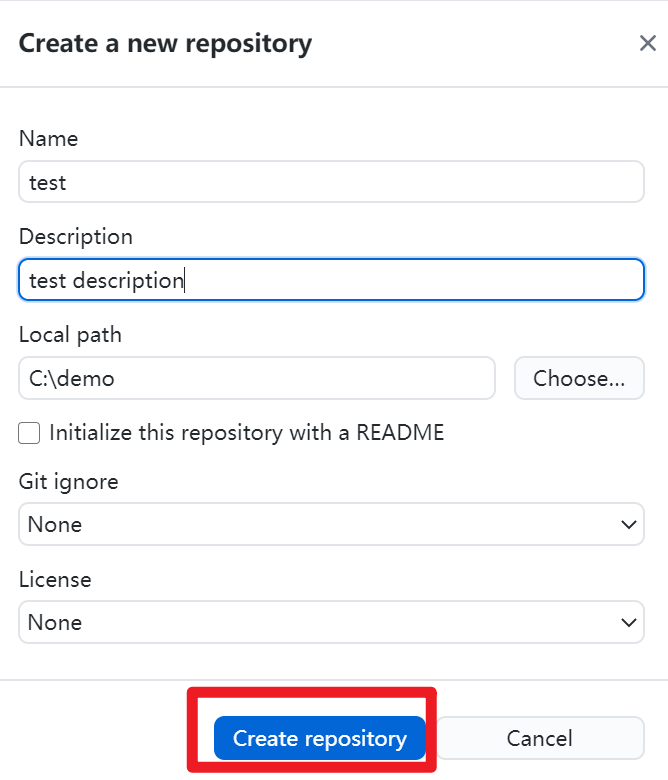 Create a new repository
Name
test
Description
test description
Local path
C:\demo Choose...
Initialize this repository with a README
Git ignore
None
License
None
Create repository Cancel